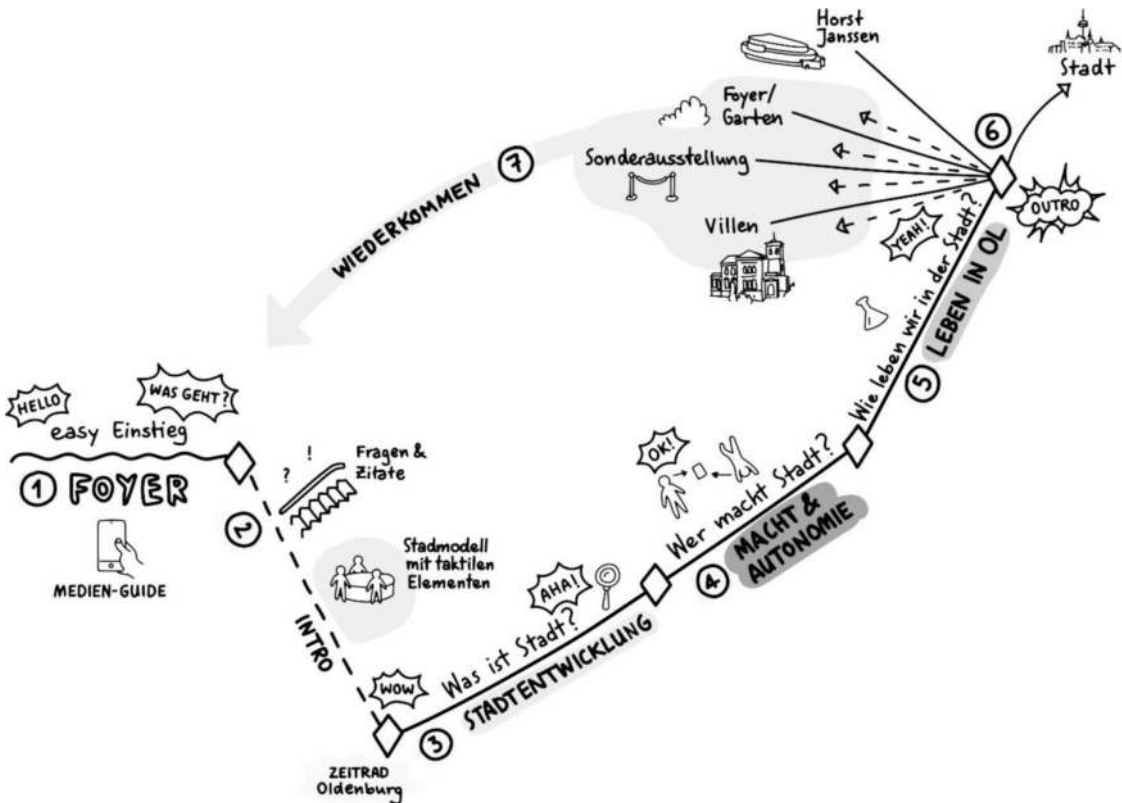 HELLO
WAS GEHT?
easy Einstieg
1 FOYER
MEDIEN-GUIDE
2
INTRO
? !
Fragen &
Zitate
Stadmodell
mit taktilen
Elementen
WOW
ZEITRAD
Oldenburg
3
Was ist Stadt?
STADTENTWICKLUNG
AHA!
4
Wer macht Stadt?
MACHT &
AUTONOMIE
OK!
5
Wie leben wir in der Stadt?
LEBEN IN OL
YEAH!
6
OUTRO
Stadt
Horst
Janssen
Foyer/
Garten
Sonderausstellung
Villen
WIEDERKOMMEN 7